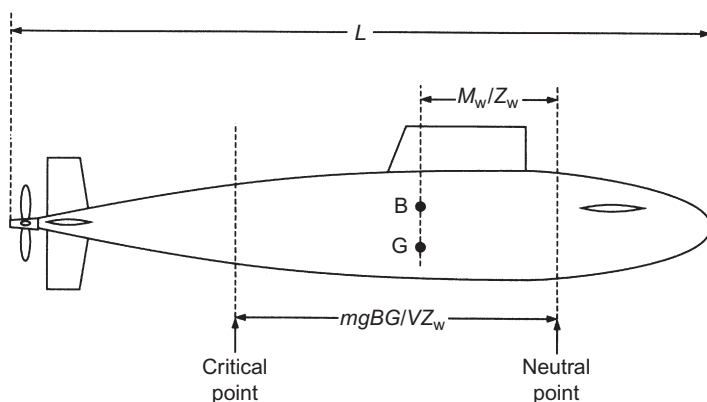 L
M_w/Z_w
B
G
mgBG/VZ_w
Critical
point
Neutral
point